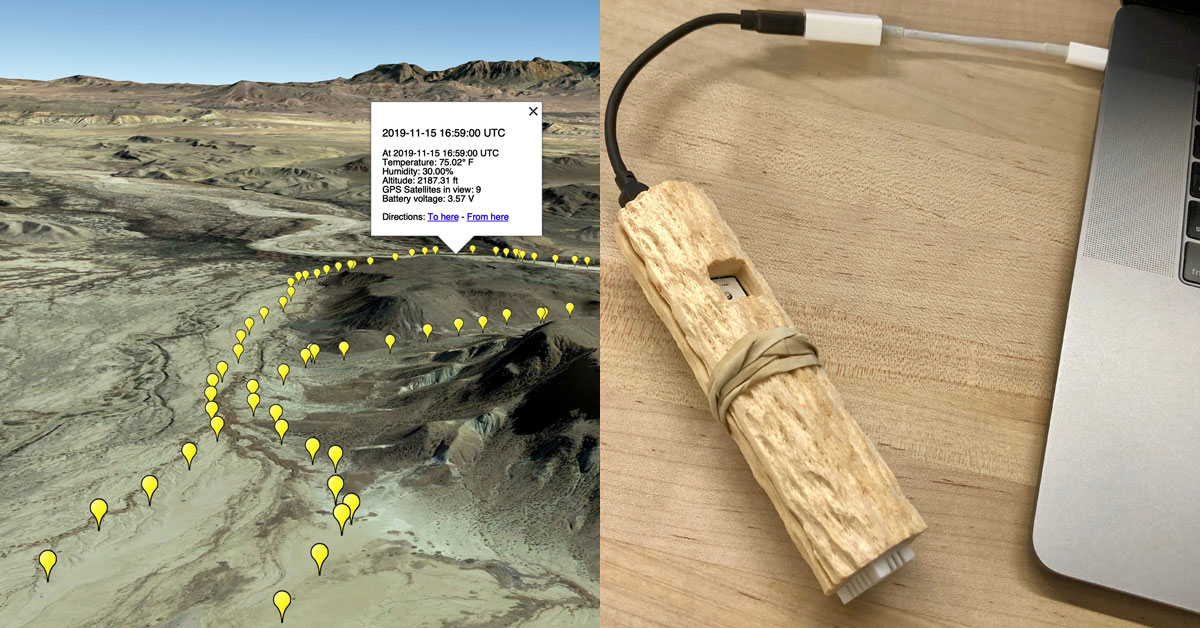 2019-11-15 16:59:00 UTC
At 2019-11-15 16:59:00 UTC
Temperature: 75.02° F
Humidity: 30.00%
Altitude: 2187.31 ft
GPS Satellites in view: 9
Battery voltage: 3.57 V
Directions: To here - From here
fn